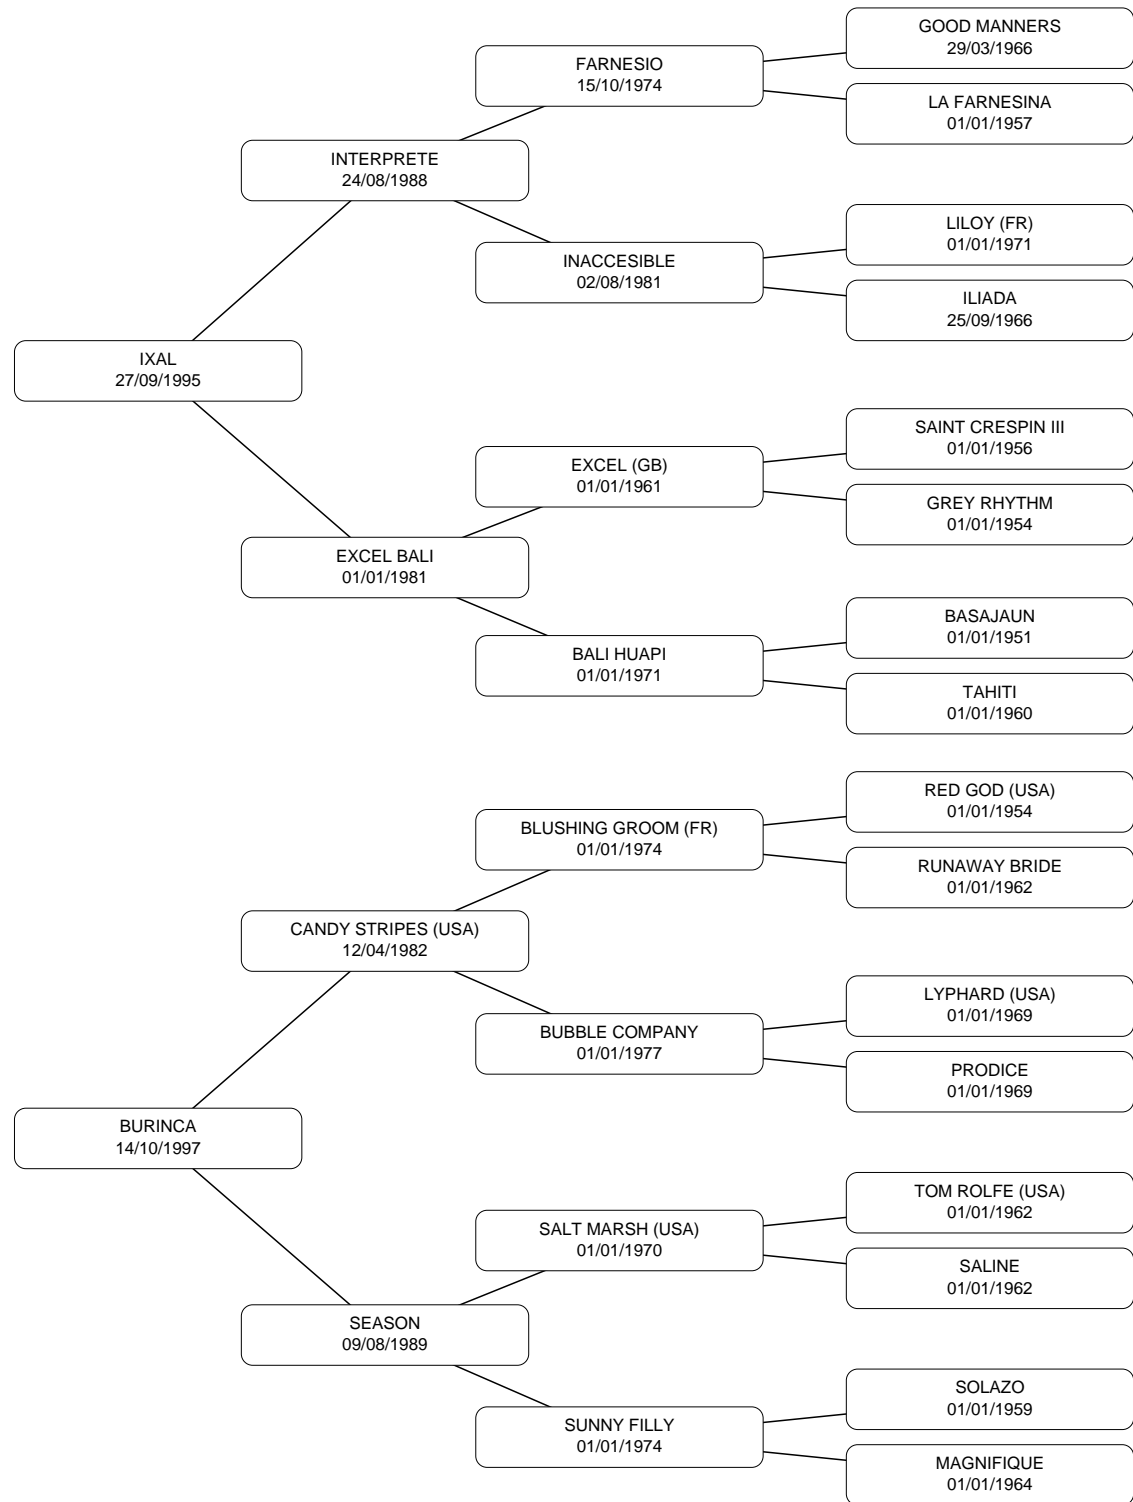 GOOD MANNERS
29/03/1966
FARNESIO
15/10/1974
LA FARNESINA
01/01/1957
INTERPRETE
24/08/1988
LILOY (FR)
01/01/1971
INACCESIBLE
02/08/1981
ILIADA
25/09/1966
IXAL
27/09/1995
SAINT CRESPIN III
01/01/1956
EXCEL (GB)
01/01/1961
GREY RHYTHM
01/01/1954
EXCEL BALI
01/01/1981
BASAJAUN
01/01/1951
BALI HUAPI
01/01/1971
TAHITI
01/01/1960
RED GOD (USA)
01/01/1954
BLUSHING GROOM (FR)
01/01/1974
RUNAWAY BRIDE
01/01/1962
CANDY STRIPES (USA)
12/04/1982
LYPHARD (USA)
01/01/1969
BUBBLE COMPANY
01/01/1977
PRODICE
01/01/1969
BURINCA
14/10/1997
TOM ROLFE (USA)
01/01/1962
SALT MARSH (USA)
01/01/1970
SALINE
01/01/1962
SEASON
09/08/1989
SOLAZO
01/01/1959
SUNNY FILLY
01/01/1974
MAGNIFIQUE
01/01/1964